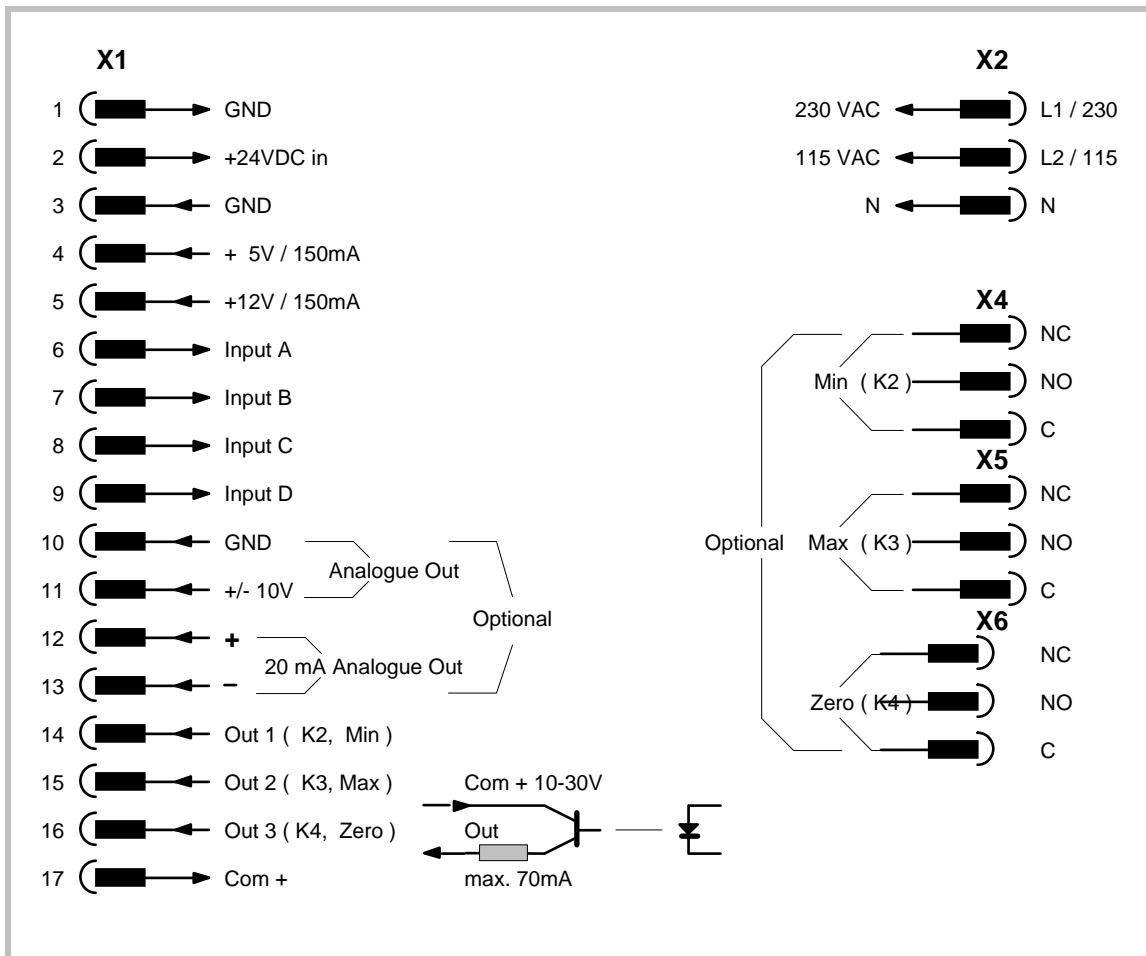 X1
1 GND
2 +24VDC in
3 GND
4 + 5V / 150mA
5 +12V / 150mA
6 Input A
7 Input B
8 Input C
9 Input D
10 GND
11 +/- 10V
Analogue Out
12 +
13 −
20 mA Analogue Out
Optional
14 Out 1 ( K2, Min )
15 Out 2 ( K3, Max )
16 Out 3 ( K4, Zero )
17 Com +
Com + 10-30V
Out
max. 70mA
X2
230 VAC L1 / 230
115 VAC L2 / 115
N N
X4
NC
Min ( K2 ) NO
C
X5
NC
Optional Max ( K3 ) NO
C
X6
NC
Zero ( K4 ) NO
C